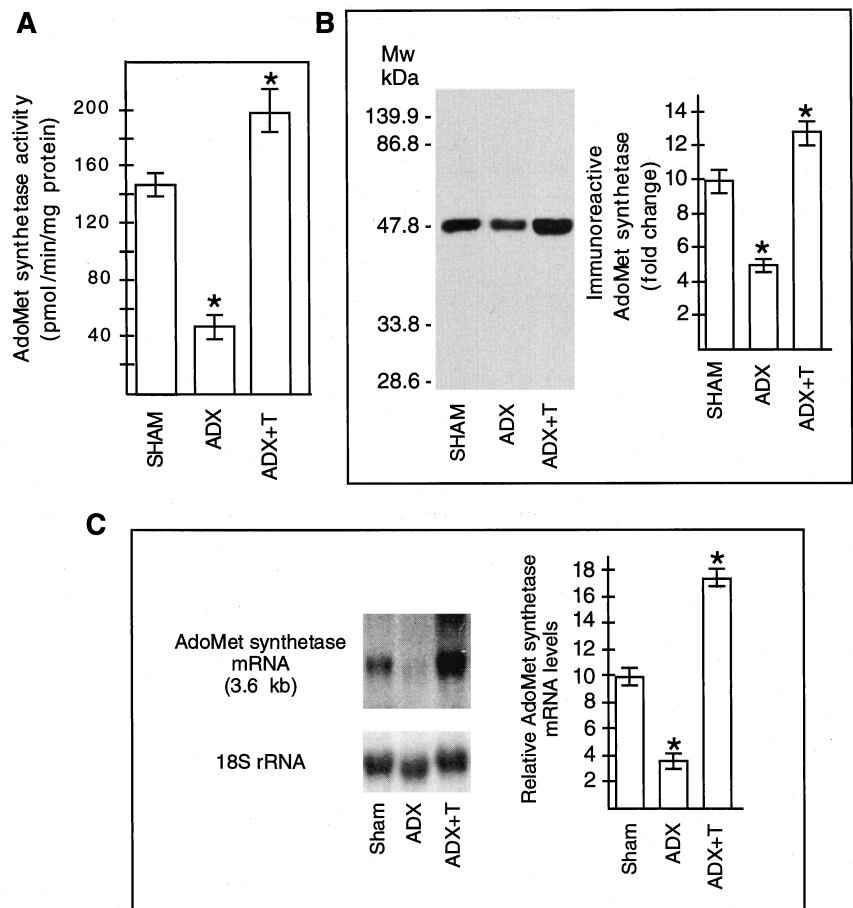 A
AdoMet synthetase activity
(pmol/min/mg protein)
200
160
120
80
40
*
*
SHAM
ADX
ADX+T
B
Mw
kDa
139.9 -
86.8 -
47.8 -
33.8 -
28.6 -
SHAM
ADX
ADX+T
Immunoreactive
AdoMet synthetase
(fold change)
14
12
10
8
6
4
2
*
*
SHAM
ADX
ADX+T
C
AdoMet synthetase
mRNA
(3.6 kb)
18S rRNA
Sham
ADX
ADX+T
Relative AdoMet synthetase
mRNA levels
18
16
14
12
10
8
6
4
2
*
*
Sham
ADX
ADX+T